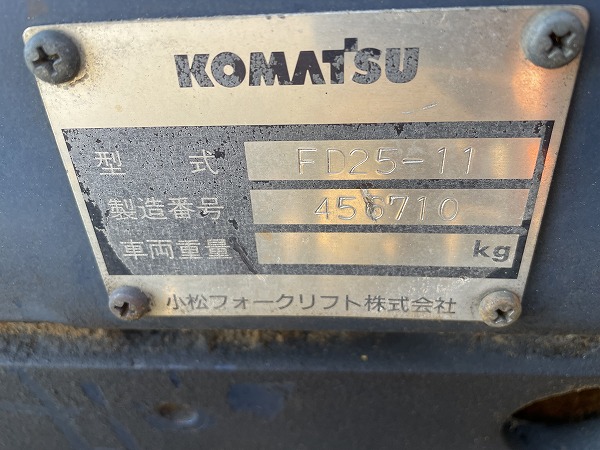 KOMATSU
型式 FD25-11
製造番号 456710
車両重量 kg
小松フォークリフト株式会社